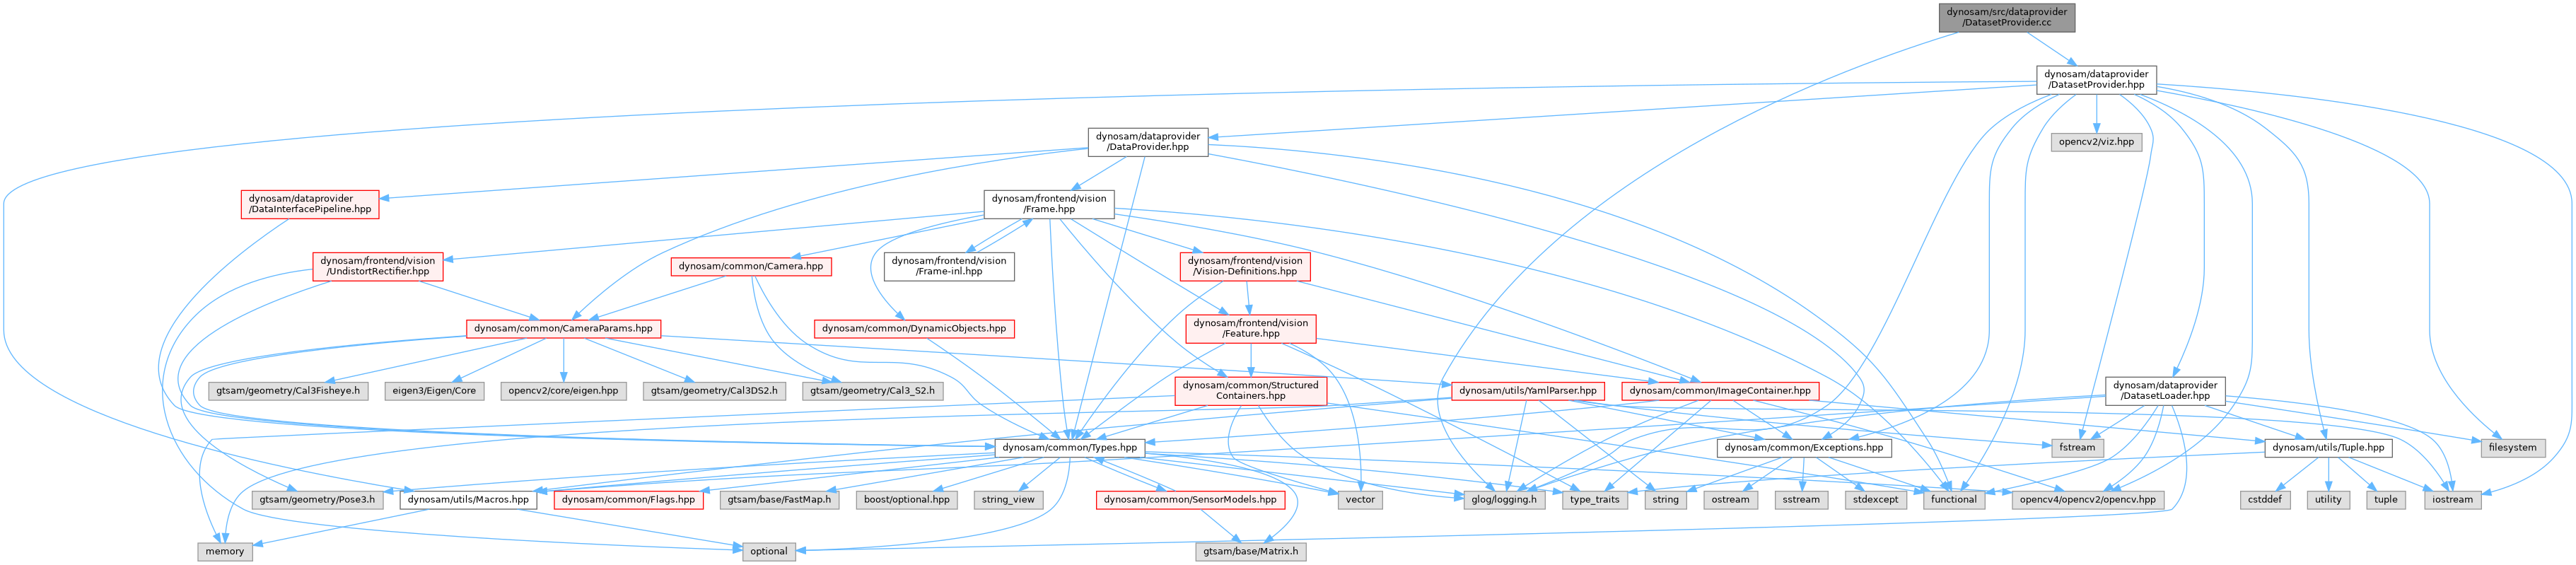 dynosam/src/dataprovider
/DatasetProvider.cc
dynosam/dataprovider
/DatasetProvider.hpp
dynosam/dataprovider
/DataProvider.hpp
opencv2/viz.hpp
dynosam/dataprovider
/DataInterfacePipeline.hpp
dynosam/frontend/vision
/Frame.hpp
dynosam/frontend/vision
/UndistortRectifier.hpp
dynosam/common/Camera.hpp
dynosam/frontend/vision
/Frame-inl.hpp
dynosam/frontend/vision
/Vision-Definitions.hpp
dynosam/common/CameraParams.hpp
dynosam/common/DynamicObjects.hpp
dynosam/frontend/vision
/Feature.hpp
gtsam/geometry/Cal3Fisheye.h
eigen3/Eigen/Core
opencv2/core/eigen.hpp
gtsam/geometry/Cal3DS2.h
gtsam/geometry/Cal3_S2.h
dynosam/common/Structured
Containers.hpp
dynosam/utils/YamlParser.hpp
dynosam/common/ImageContainer.hpp
dynosam/dataprovider
/DatasetLoader.hpp
dynosam/common/Types.hpp
dynosam/common/Exceptions.hpp
fstream
dynosam/utils/Tuple.hpp
filesystem
gtsam/geometry/Pose3.h
dynosam/utils/Macros.hpp
dynosam/common/Flags.hpp
gtsam/base/FastMap.h
boost/optional.hpp
string_view
dynosam/common/SensorModels.hpp
vector
glog/logging.h
type_traits
string
ostream
sstream
stdexcept
functional
opencv4/opencv2/opencv.hpp
cstddef
utility
tuple
iostream
memory
optional
gtsam/base/Matrix.h